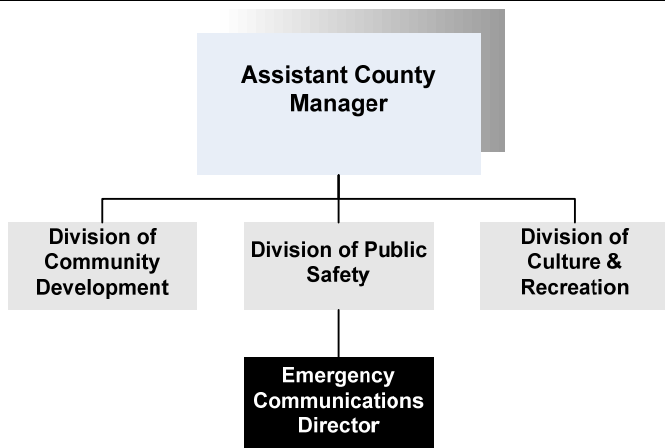 Assistant County
Manager
Division of
Community
Development
Division of Public
Safety
Division of
Culture &
Recreation
Emergency
Communications
Director